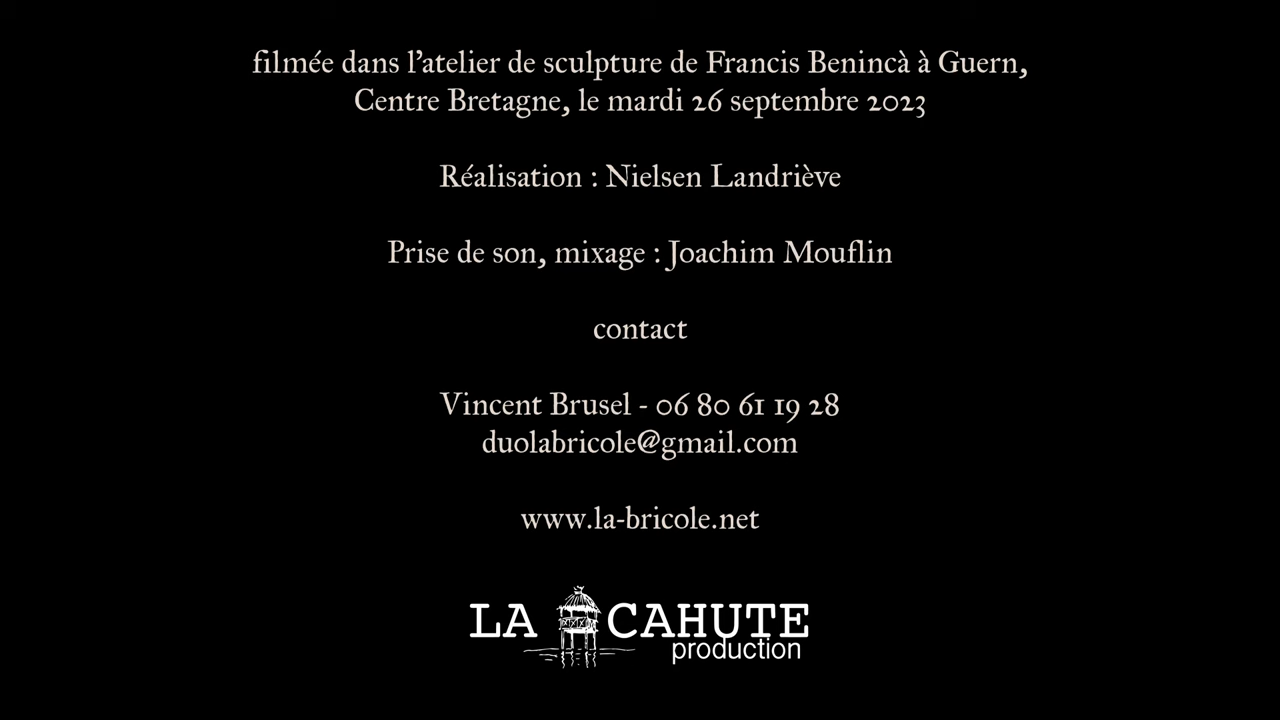 filmée dans l'atelier de sculpture de Francis Benincà à Guern,
Centre Bretagne, le mardi 26 septembre 2023
Réalisation : Nielsen Landriève
Prise de son, mixage : Joachim Mouflin
contact
Vincent Brusel - 06 80 61 19 28
duolabricole@gmail.com
www.la-bricole.net
LA CAHUTE
production